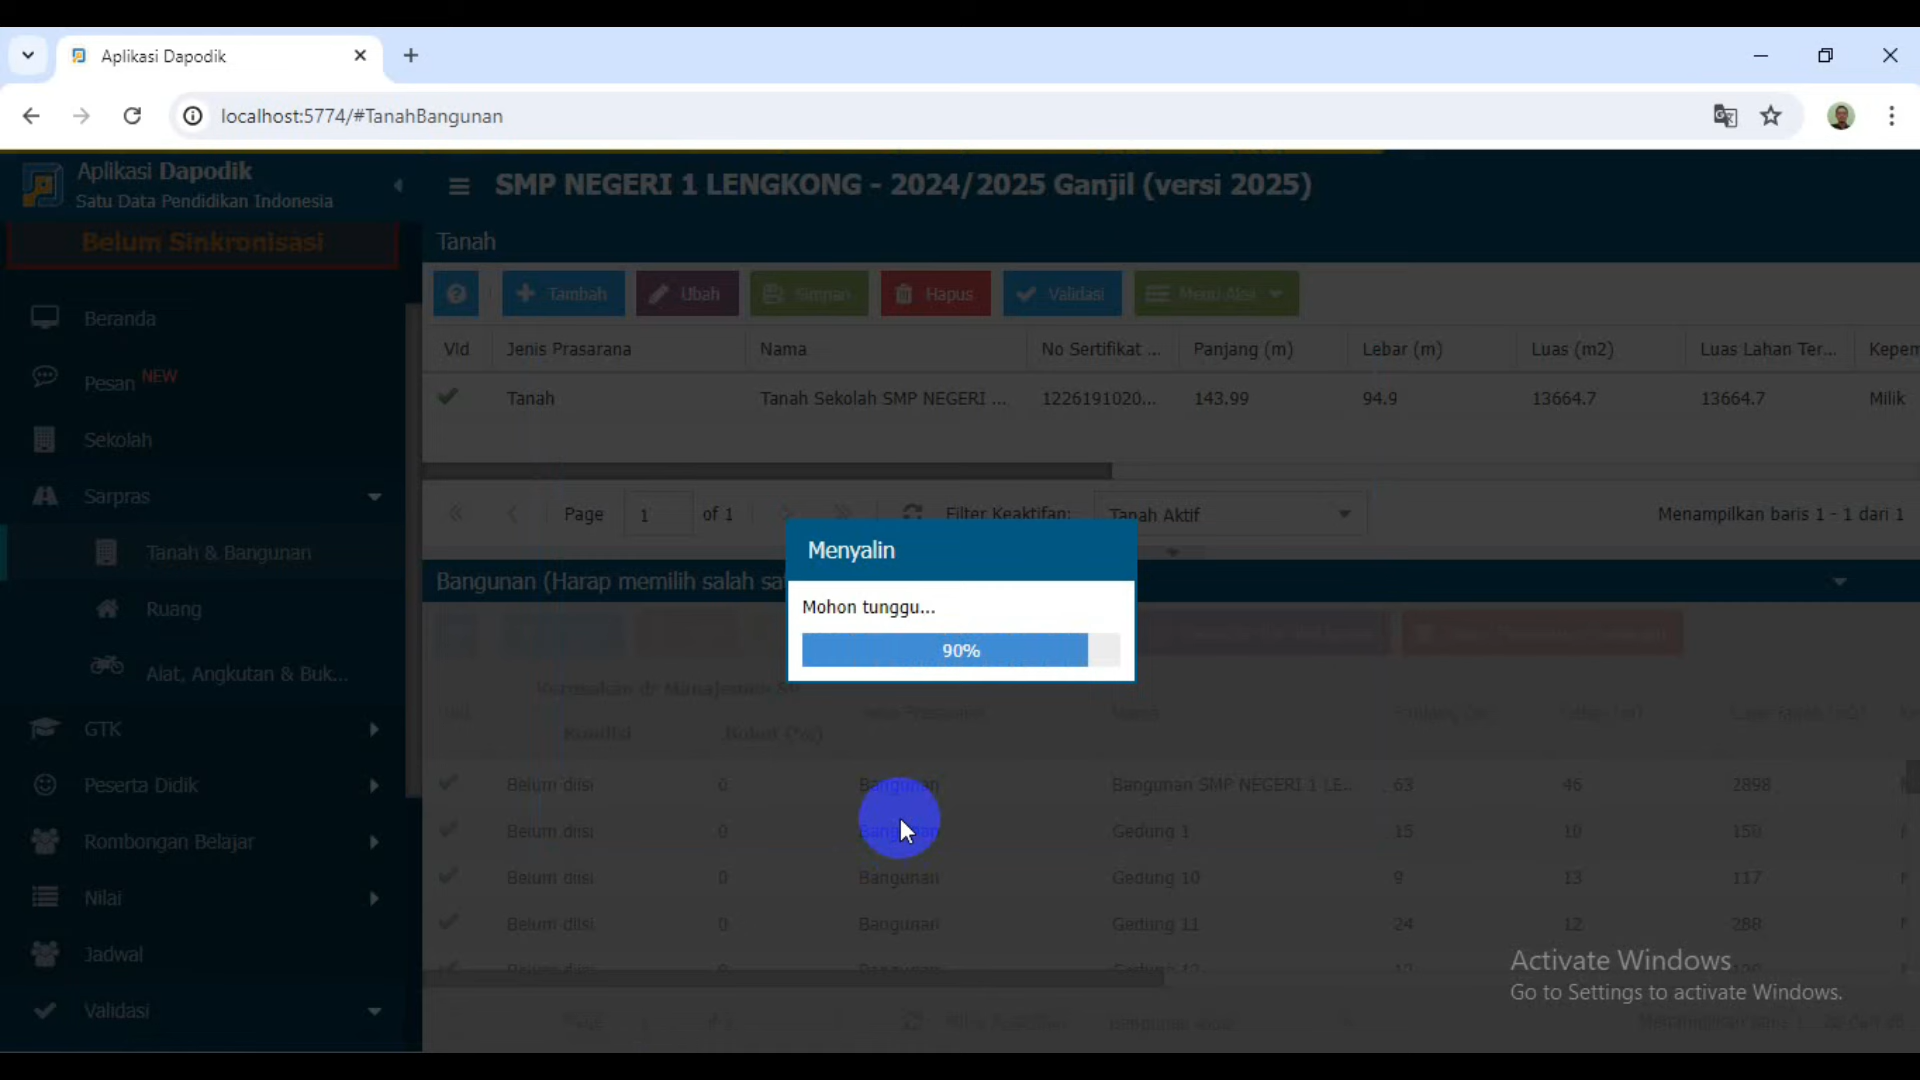 Aplikasi Dapodik
localhost:5774/#TanahBangunan
Aplikasi Dapodik
Satu Data Pendidikan Indonesia
SMP NEGERI 1 LENGKONG - 2024/2025 Ganjil (versi 2025)
Belum Sinkronisasi
Beranda
Pesan NEW
Sekolah
Sarpras
Tanah & Bangunan
Ruang
Alat, Angkutan & Buk...
GTK
Peserta Didik
Rombongan Belajar
Nilai
Jadwal
Validasi
Tanah
Tambah Ubah Simpan Hapus Validasi Menu Aksi
Vld Jenis Prasarana Nama No Sertifikat ... Panjang (m) Lebar (m) Luas (m2) Luas Lahan Ter... Kepem
Tanah Tanah Sekolah SMP NEGERI ... 1226191020... 143.99 94.9 13664.7 13664.7 Milik
Page 1 of 1 Filter Keaktifan: Tanah Aktif Menampilkan baris 1 - 1 dari 1
Bangunan (Harap memilih salah sa
Menyalin
Mohon tunggu...
90%
Kondisi Bobot (%)
Belum diisi 0 Bangunan Bangunan SMP NEGERI 1 LE... 63 46 2898
Belum diisi 0 Bangunan Gedung 1 15 10 150
Belum diisi 0 Bangunan Gedung 10 9 13 117
Belum diisi 0 Bangunan Gedung 11 24 12 288
Activate Windows
Go to Settings to activate Windows.